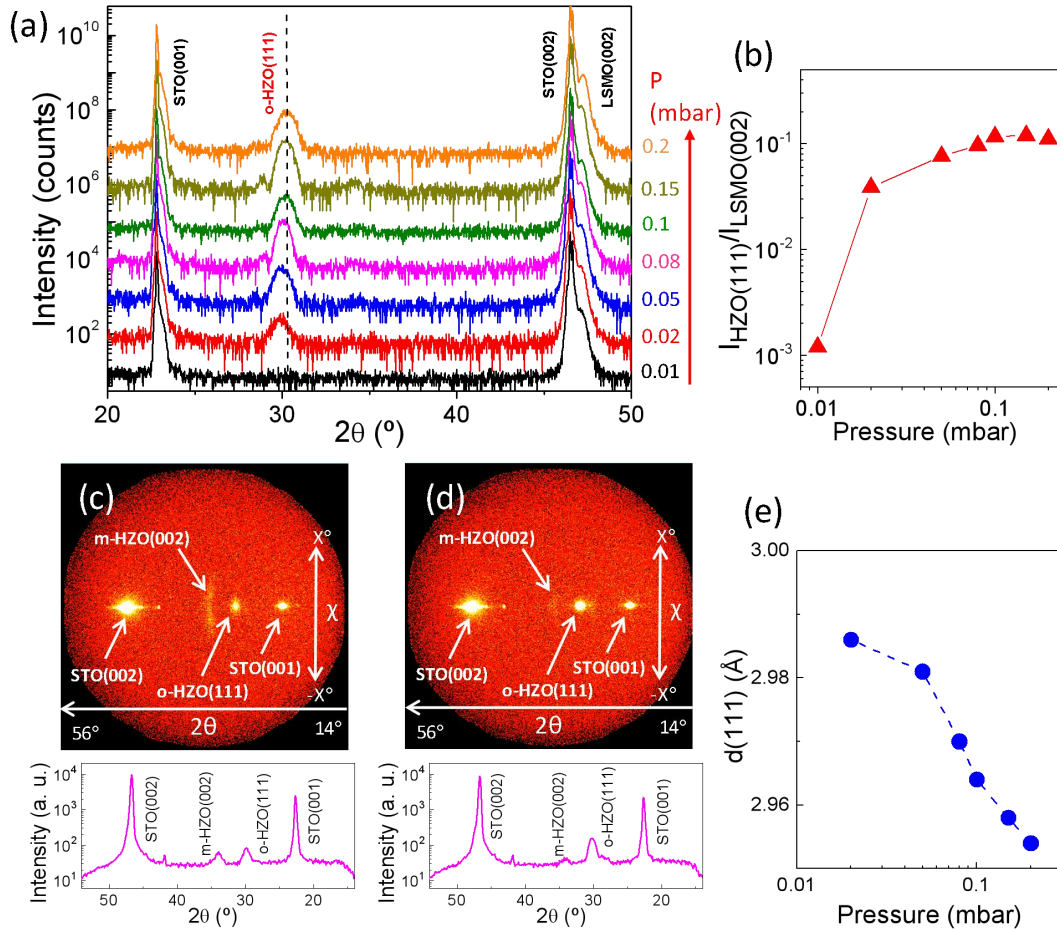 (a)
Intensity (counts)
10^10
10^8
10^6
10^4
10^2
STO(001)
o-HZO(111)
STO(002)
LSMO(002)
P
(mbar)
0.2
0.15
0.1
0.08
0.05
0.02
0.01
20 30 40 50
2θ (º)
(b)
I_HZO(111)/I_LSMO(002)
10^-1
10^-2
10^-3
0.01 0.1
Pressure (mbar)
(c)
m-HZO(002)
X°
χ
STO(002)
STO(001)
o-HZO(111)
-X°
56° 2θ 14°
Intensity (a. u.)
10^4
10^3
10^2
10^1
STO(002)
m-HZO(002)
o-HZO(111)
STO(001)
50 40 30 20
2θ (º)
(d)
m-HZO(002)
X°
χ
STO(002)
STO(001)
o-HZO(111)
-X°
56° 2θ 14°
Intensity (a. u.)
10^4
10^3
10^2
10^1
STO(002)
m-HZO(002)
o-HZO(111)
STO(001)
50 40 30 20
2θ (º)
(e)
d(111) (Å)
3.00
2.98
2.96
0.01 0.1
Pressure (mbar)